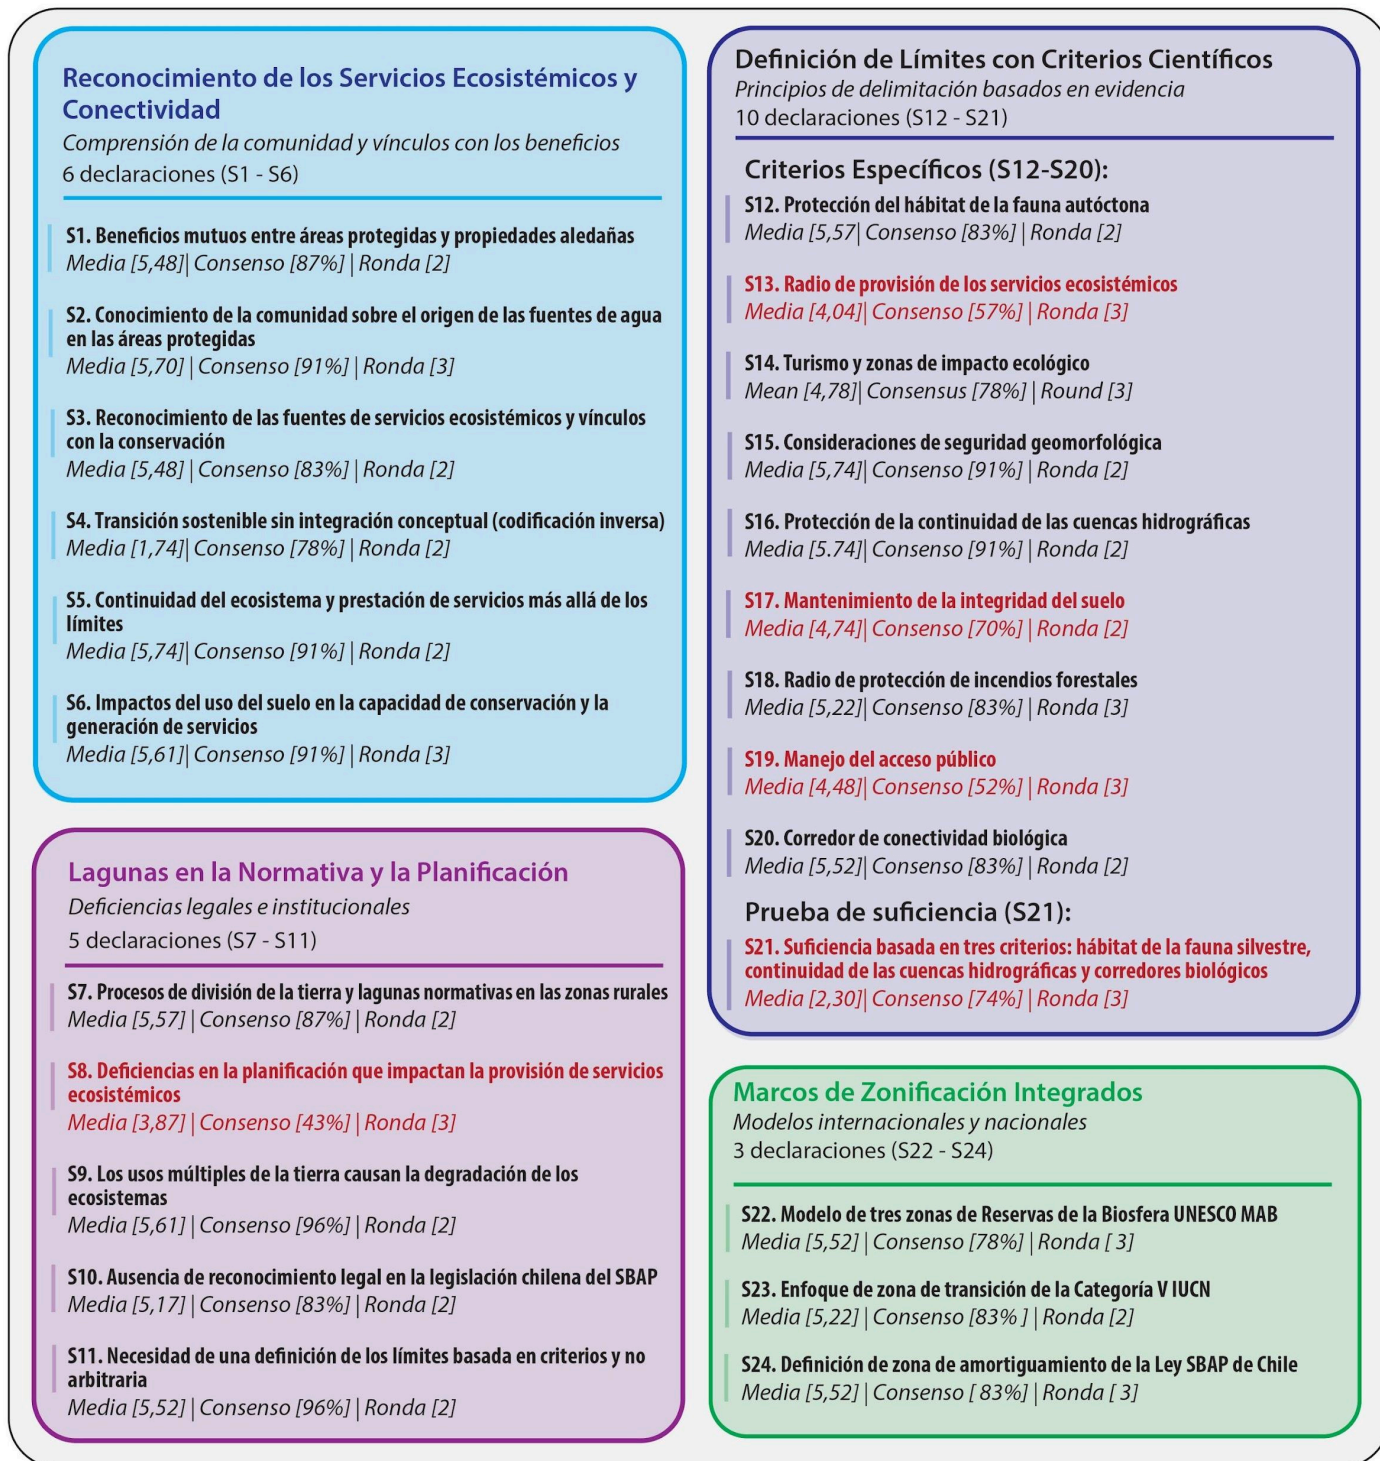 Reconocimiento de los Servicios Ecosistémicos y
Conectividad
Comprensión de la comunidad y vínculos con los beneficios
6 declaraciones (S1 - S6)
S1. Beneficios mutuos entre áreas protegidas y propiedades aledañas
Media [5,48]| Consenso [87%] | Ronda [2]
S2. Conocimiento de la comunidad sobre el origen de las fuentes de agua
en las áreas protegidas
Media [5,70] | Consenso [91%] | Ronda [3]
S3. Reconocimiento de las fuentes de servicios ecosistémicos y vínculos
con la conservación
Media [5,48] | Consenso [83%] | Ronda [2]
S4. Transición sostenible sin integración conceptual (codificación inversa)
Media [1,74]| Consenso [78%] | Ronda [2]
S5. Continuidad del ecosistema y prestación de servicios más allá de los
límites
Media [5,74]| Consenso [91%] | Ronda [2]
S6. Impactos del uso del suelo en la capacidad de conservación y la
generación de servicios
Media [5,61]| Consenso [91%] | Ronda [3]
Lagunas en la Normativa y la Planificación
Deficiencias legales e institucionales
5 declaraciones (S7 - S11)
S7. Procesos de división de la tierra y lagunas normativas en las zonas rurales
Media [5,57] | Consenso [87%] | Ronda [2]
S8. Deficiencias en la planificación que impactan la provisión de servicios
ecosistémicos
Media [3,87] | Consenso [43%] | Ronda [3]
S9. Los usos múltiples de la tierra causan la degradación de los
ecosistemas
Media [5,61] | Consenso [96%] | Ronda [2]
S10. Ausencia de reconocimiento legal en la legislación chilena del SBAP
Media [5,17] | Consenso [83%] | Ronda [2]
S11. Necesidad de una definición de los límites basada en criterios y no
arbitraria
Media [5,52] | Consenso [96%] | Ronda [2]
Definición de Límites con Criterios Científicos
Principios de delimitación basados en evidencia
10 declaraciones (S12 - S21)
Criterios Específicos (S12-S20):
S12. Protección del hábitat de la fauna autóctona
Media [5,57| Consenso [83%] | Ronda [2]
S13. Radio de provisión de los servicios ecosistémicos
Media [4,04]| Consenso [57%] | Ronda [3]
S14. Turismo y zonas de impacto ecológico
Mean [4,78]| Consensus [78%] | Round [3]
S15. Consideraciones de seguridad geomorfológica
Media [5,74]| Consenso [91%] | Ronda [2]
S16. Protección de la continuidad de las cuencas hidrográficas
Media [5.74]| Consenso [91%] | Ronda [2]
S17. Mantenimiento de la integridad del suelo
Media [4,74]| Consenso [70%] | Ronda [2]
S18. Radio de protección de incendios forestales
Media [5,22]| Consenso [83%] | Ronda [3]
S19. Manejo del acceso público
Media [4,48]| Consenso [52%] | Ronda [3]
S20. Corredor de conectividad biológica
Media [5,52]| Consenso [83%] | Ronda [2]
Prueba de suficiencia (S21):
S21. Suficiencia basada en tres criterios: hábitat de la fauna silvestre,
continuidad de las cuencas hidrográficas y corredores biológicos
Media [2,30]| Consenso [74%] | Ronda [3]
Marcos de Zonificación Integrados
Modelos internacionales y nacionales
3 declaraciones (S22 - S24)
S22. Modelo de tres zonas de Reservas de la Biosfera UNESCO MAB
Media [5,52] | Consenso [78%] | Ronda [ 3]
S23. Enfoque de zona de transición de la Categoría V IUCN
Media [5,22] | Consenso [83% ] | Ronda [2]
S24. Definición de zona de amortiguamiento de la Ley SBAP de Chile
Media [5,52] | Consenso [ 83%] | Ronda [ 3]